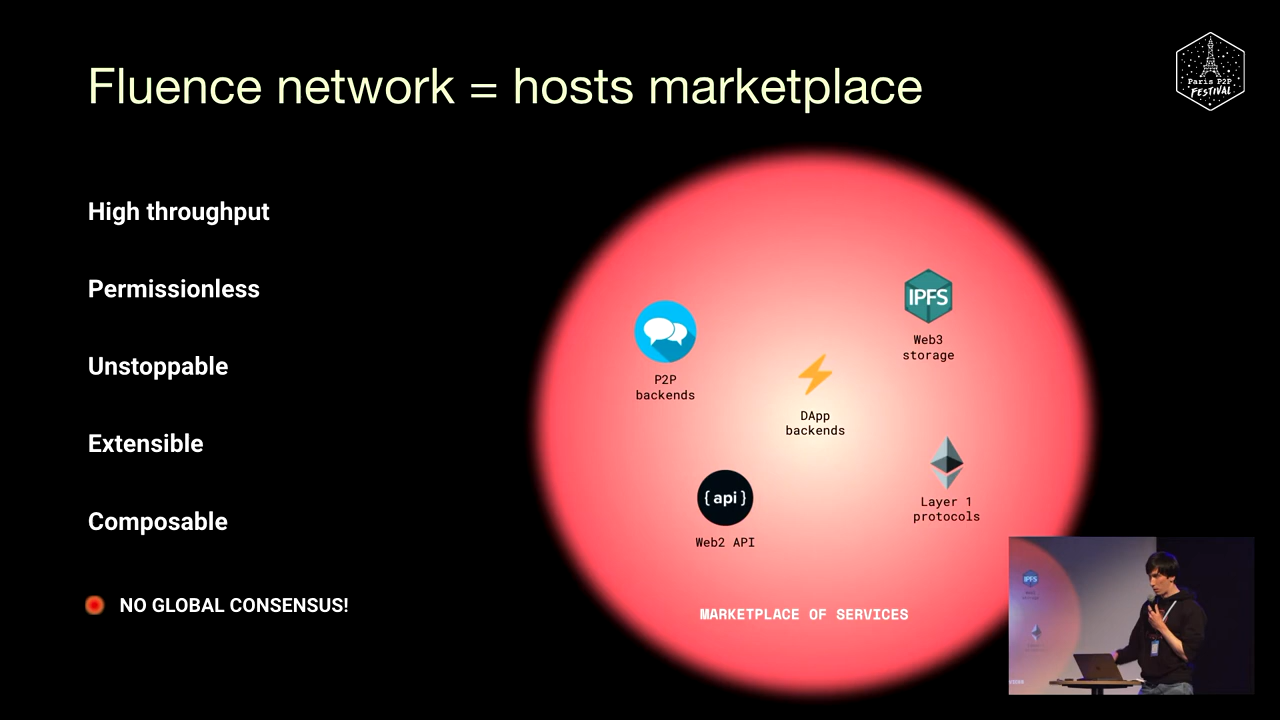 Fluence network = hosts marketplace
Paris P2P
FESTIVAL
High throughput
Permissionless
Unstoppable
Extensible
Composable
NO GLOBAL CONSENSUS!
IPFS
Web3
storage
P2P
backends
DApp
backends
Layer 1
protocols
{api}
Web2 API
MARKETPLACE OF SERVICES
IPFS